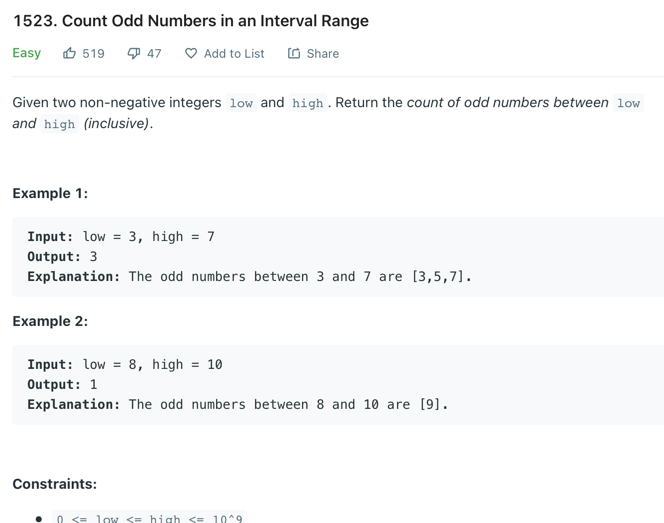 1523. Count Odd Numbers in an Interval Range
Easy 519 47 Add to List Share
Given two non-negative integers low and high. Return the count of odd numbers between low
and high (inclusive).
Example 1:
Input: low = 3, high = 7
Output: 3
Explanation: The odd numbers between 3 and 7 are [3,5,7].
Example 2:
Input: low = 8, high = 10
Output: 1
Explanation: The odd numbers between 8 and 10 are [9].
Constraints:
• 0 <= low <= high <= 10^9